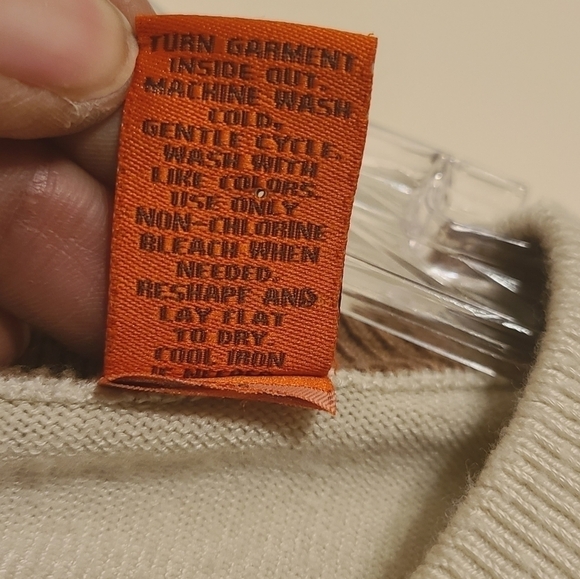 TURN GARMENT
INSIDE OUT.
MACHINE WASH
COLD.
GENTLE CYCLE.
WASH WITH
LIKE COLORS.
USE ONLY
NON-CHLORINE
BLEACH WHEN
NEEDED.
RESHAPE AND
LAY FLAT
TO DRY
COOL IRON
IF